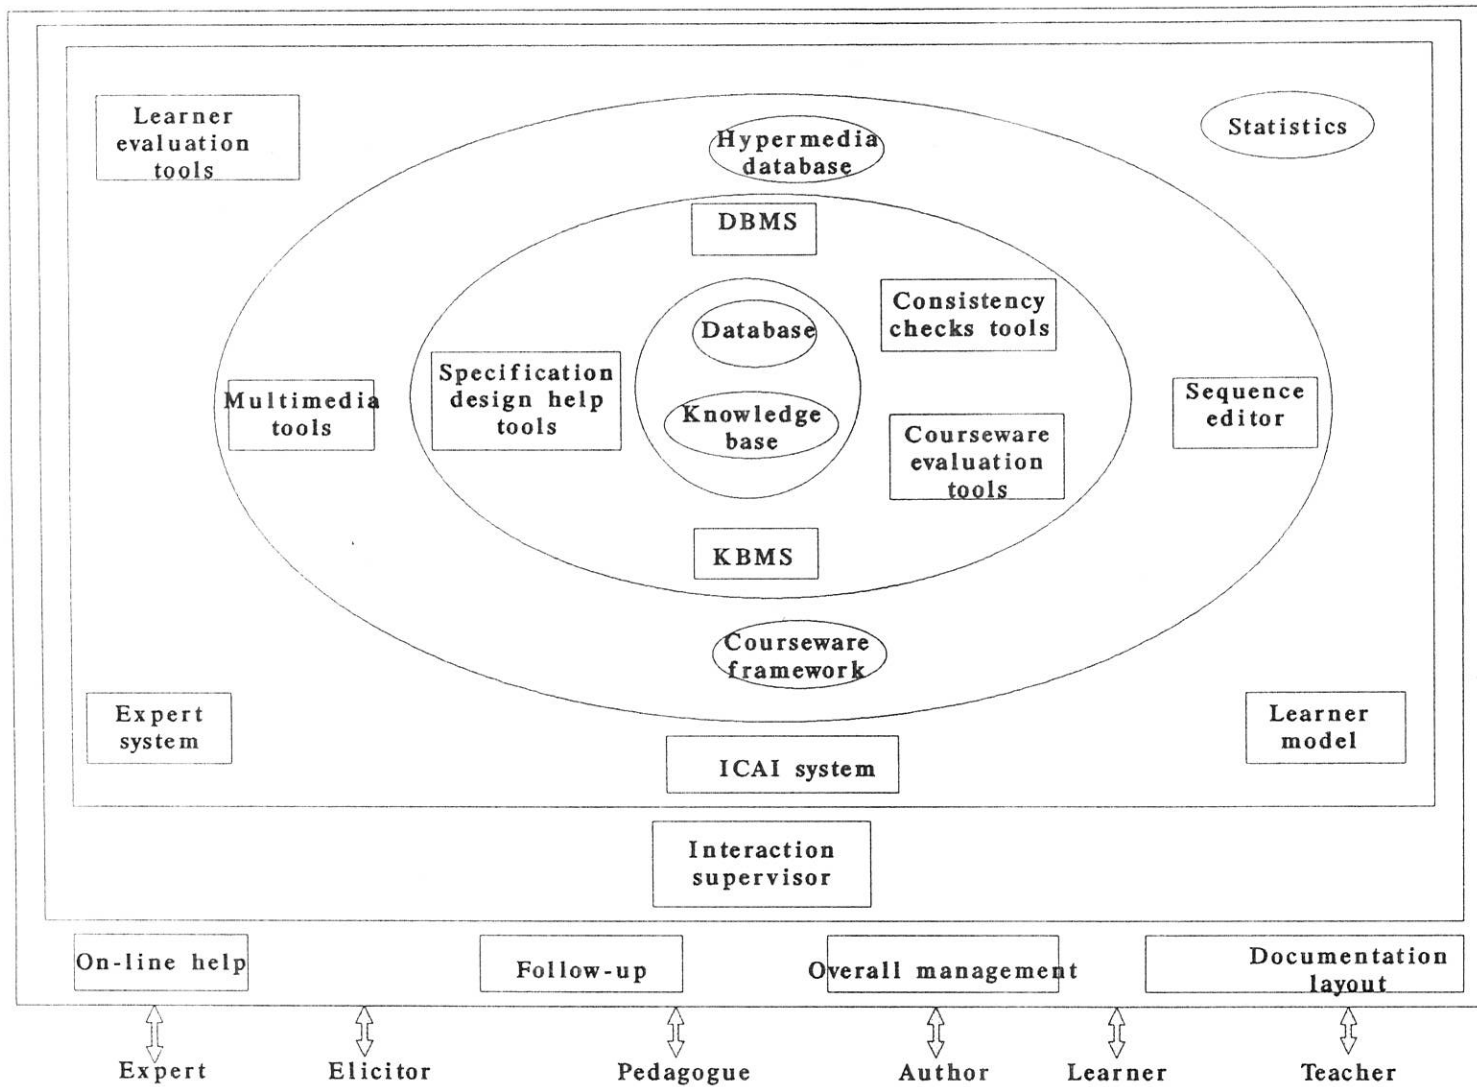 Learner
evaluation
tools
Statistics
Hypermedia
database
DBMS
Consistency
checks tools
Database
Specification
design help
tools
Multimedia
tools
Knowledge
base
Sequence
editor
Courseware
evaluation
tools
KBMS
Courseware
framework
Expert
system
Learner
model
ICAI system
Interaction
supervisor
On-line help
Follow-up
Overall management
Documentation
layout
Expert
Elicitor
Pedagogue
Author
Learner
Teacher